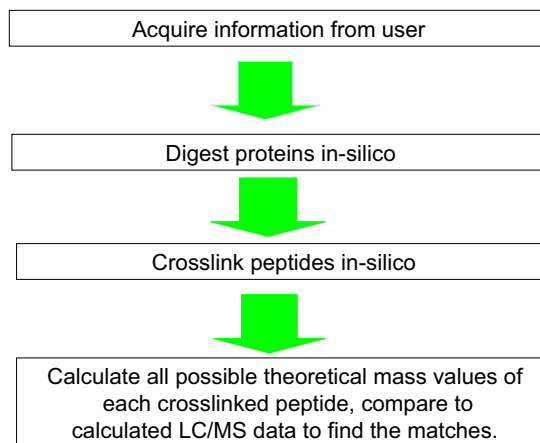 Acquire information from user
Digest proteins in-silico
Crosslink peptides in-silico
Calculate all possible theoretical mass values of
each crosslinked peptide, compare to
calculated LC/MS data to find the matches.